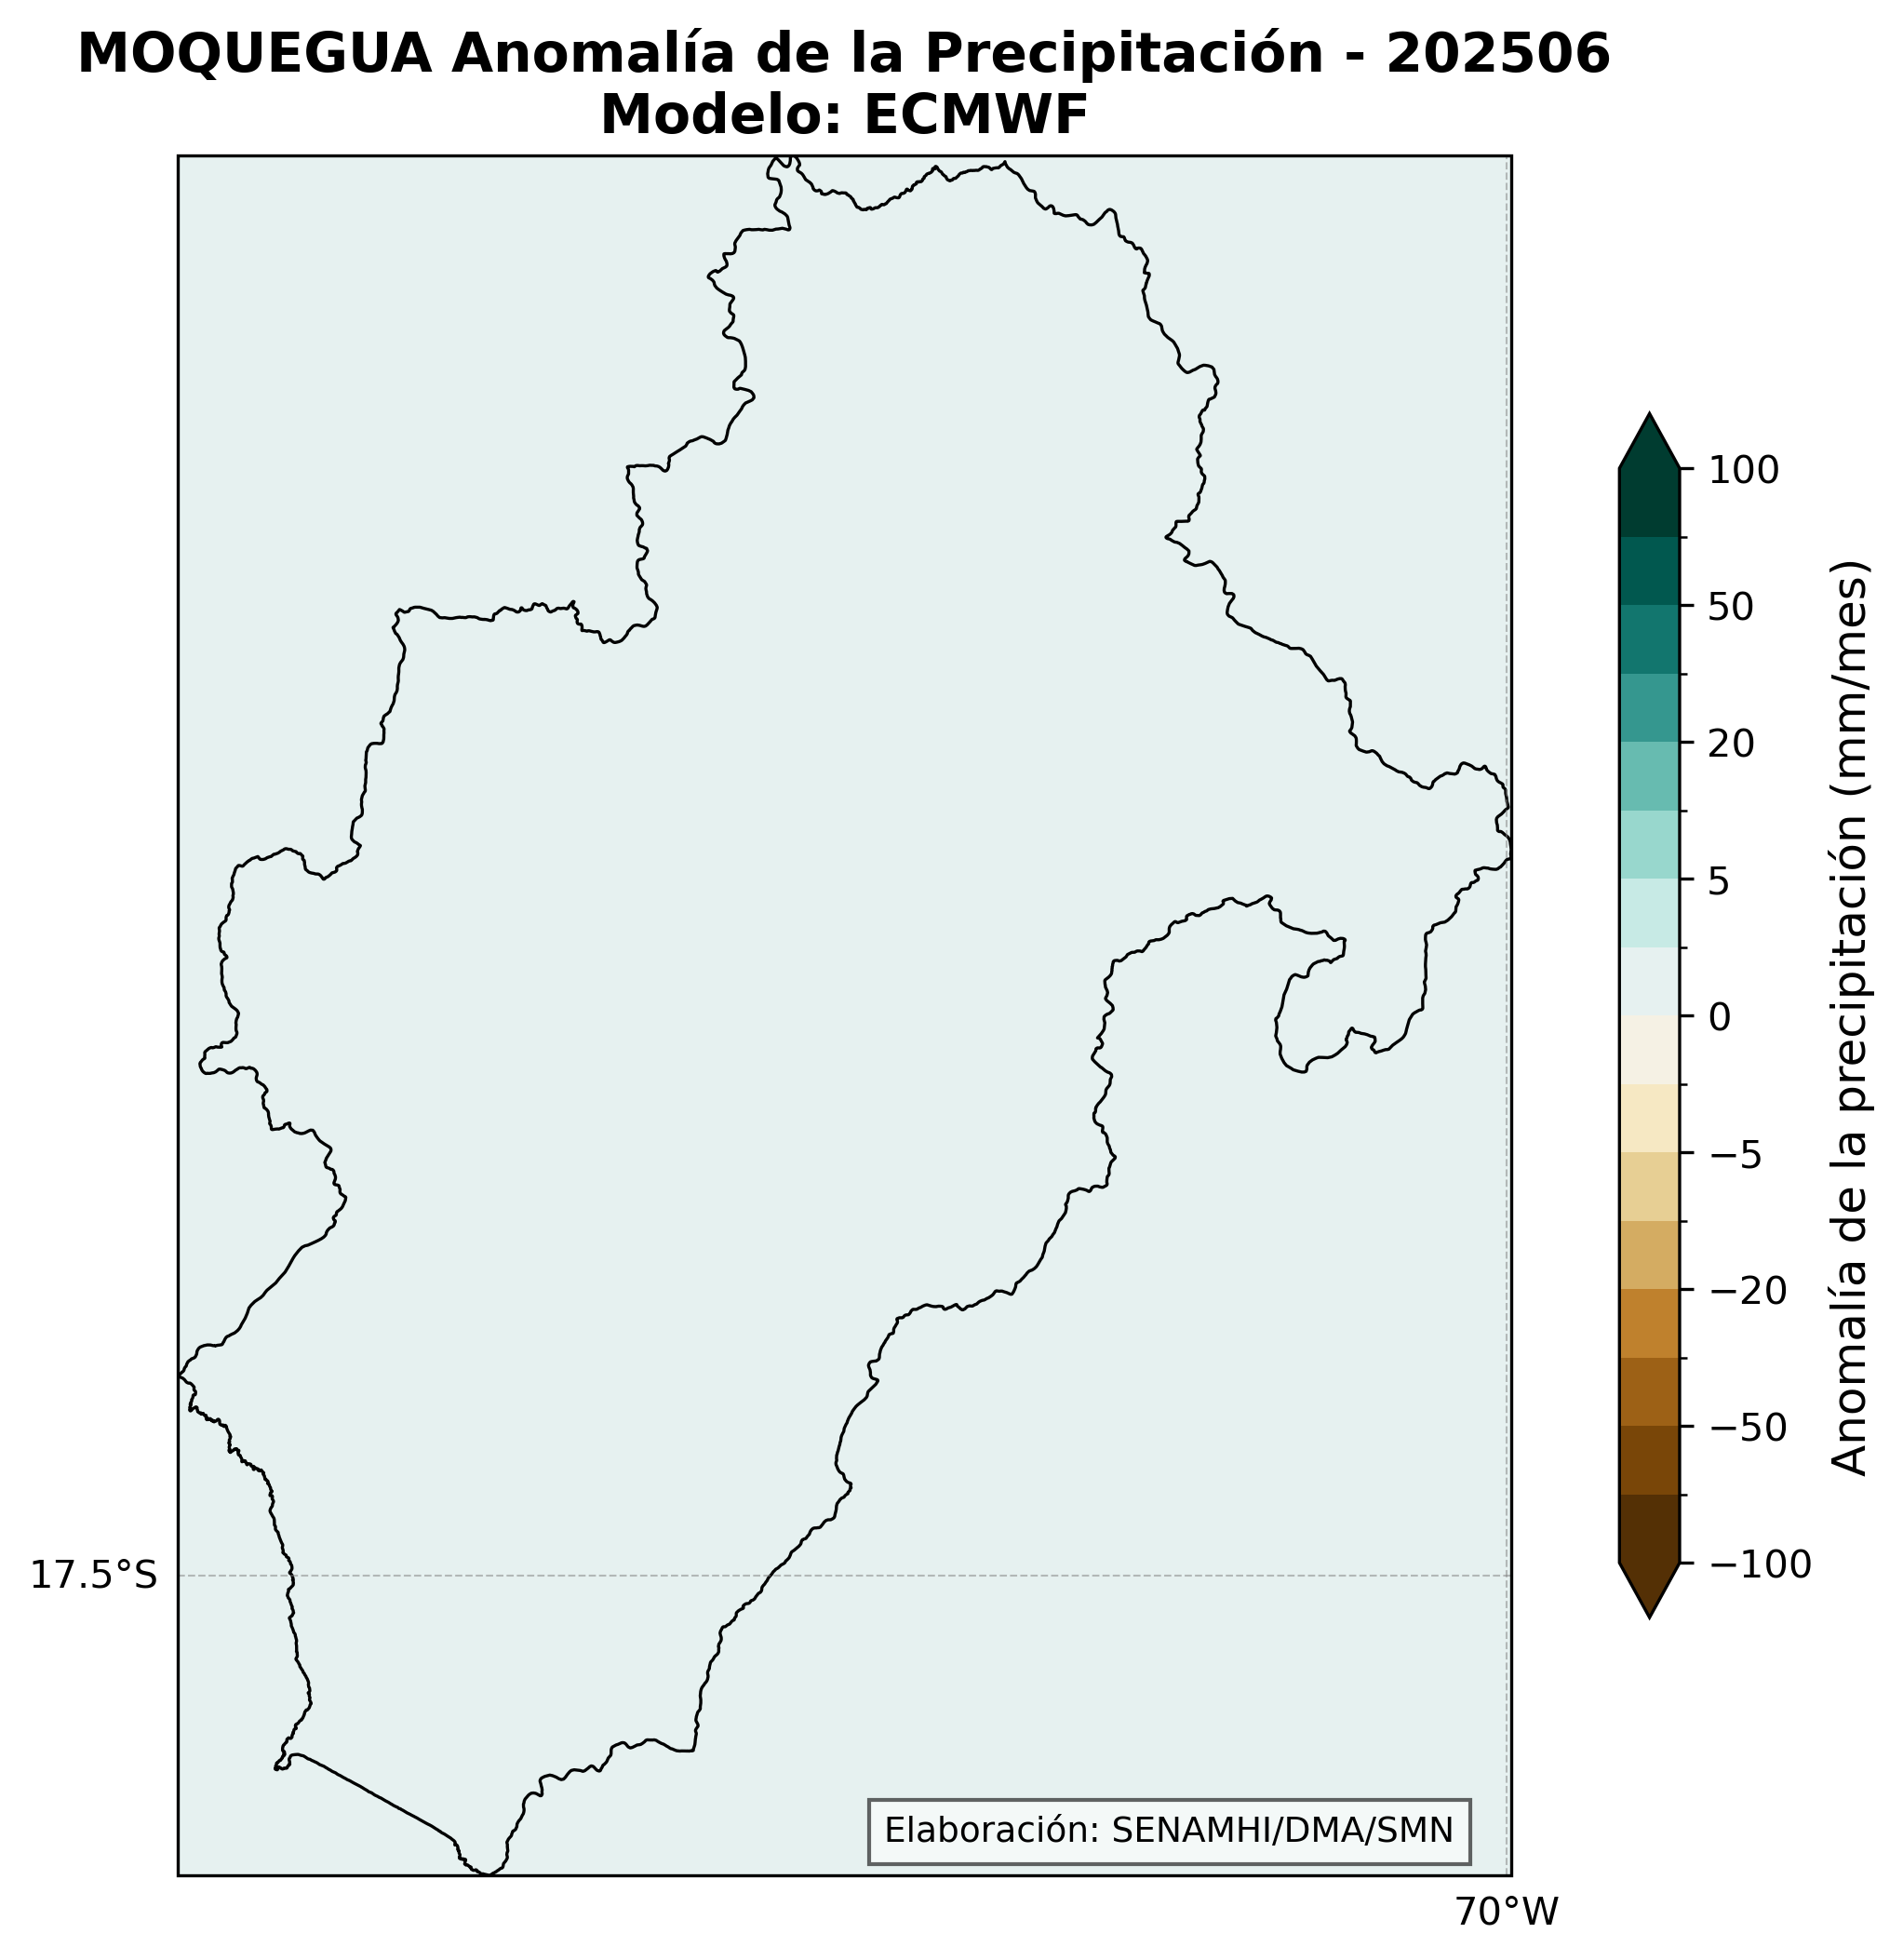 MOQUEGUA Anomalía de la Precipitación - 202506
Modelo: ECMWF
100
50
20
5
0
−5
−20
−50
−100
Anomalía de la precipitación (mm/mes)
17.5°S
Elaboración: SENAMHI/DMA/SMN
70°W